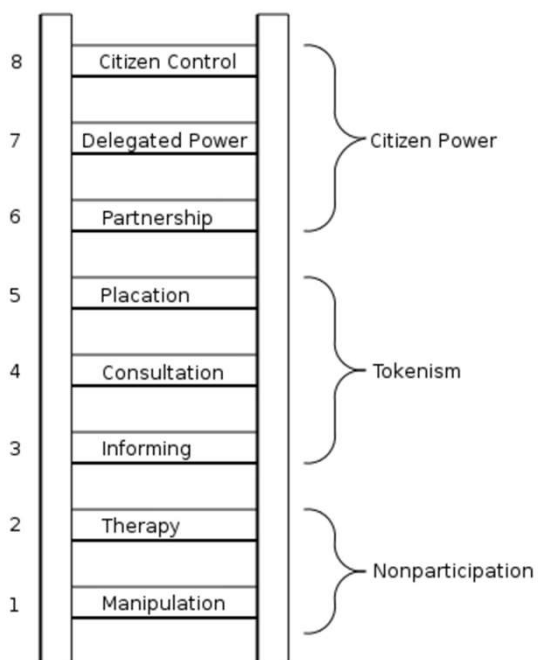 8 Citizen Control
7 Delegated Power Citizen Power
6 Partnership
5 Placation
4 Consultation Tokenism
3 Informing
2 Therapy
Nonparticipation
1 Manipulation